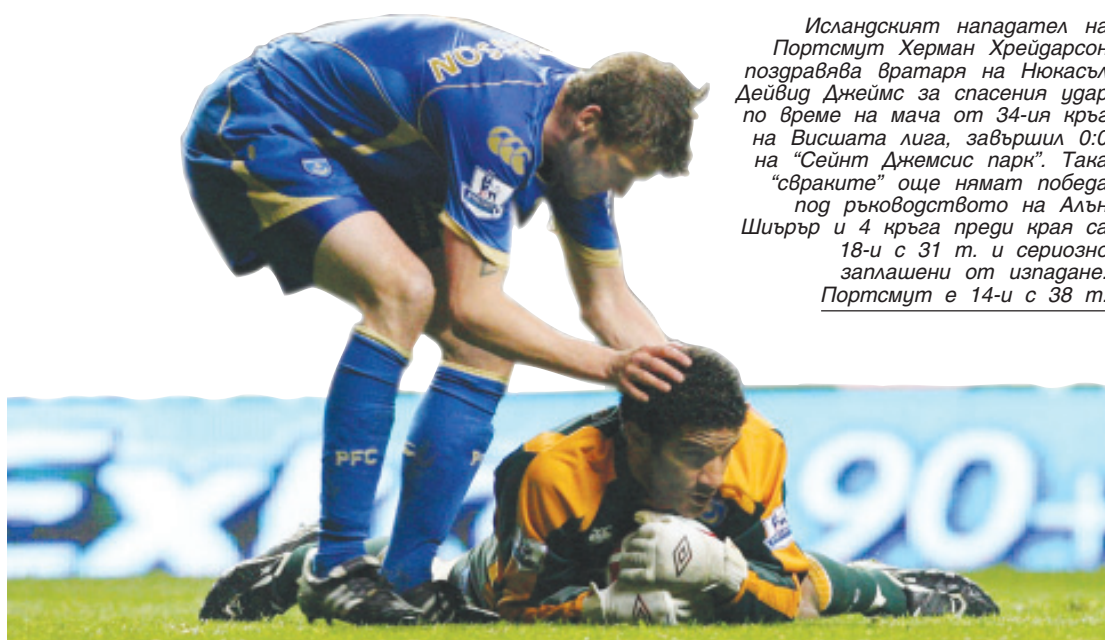 Исландският нападател на
Портсмут Херман Хрейдарсон
поздравява вратаря на Нюкасъл
Дейвид Джеймс за спасения удар
по време на мача от 34-ия кръг
на Висшата лига, завършил 0:0
на “Сейнт Джемсис парк”. Така
“свраките” още нямат победа
под ръководството на Алън
Шиърър и 4 кръга преди края са
18-и с 31 т. и сериозно
заплашени от изпадане.
Портсмут е 14-и с 38 т.
SSON
PFC
90+